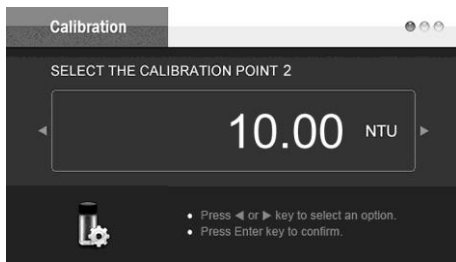 Calibration
SELECT THE CALIBRATION POINT 2
10.00 NTU
• Press ◀ or ▶ key to select an option.
• Press Enter key to confirm.